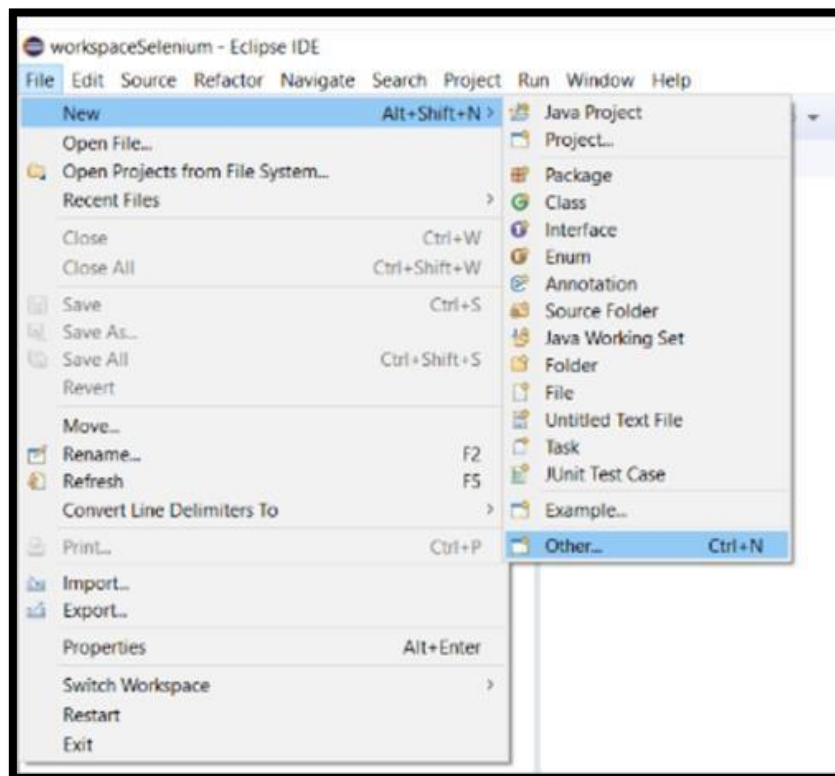 workspaceSelenium - Eclipse IDE
File Edit Source Refactor Navigate Search Project Run Window Help
New Alt+Shift+N >
Open File...
Open Projects from File System...
Recent Files >
Close Ctrl+W
Close All Ctrl+Shift+W
Save Ctrl+S
Save As...
Save All Ctrl+Shift+S
Revert
Move...
Rename... F2
Refresh F5
Convert Line Delimiters To >
Print... Ctrl+P
Import...
Export...
Properties Alt+Enter
Switch Workspace >
Restart
Exit
Java Project
Project...
Package
Class
Interface
Enum
Annotation
Source Folder
Java Working Set
Folder
File
Untitled Text File
Task
JUnit Test Case
Example...
Other... Ctrl+N